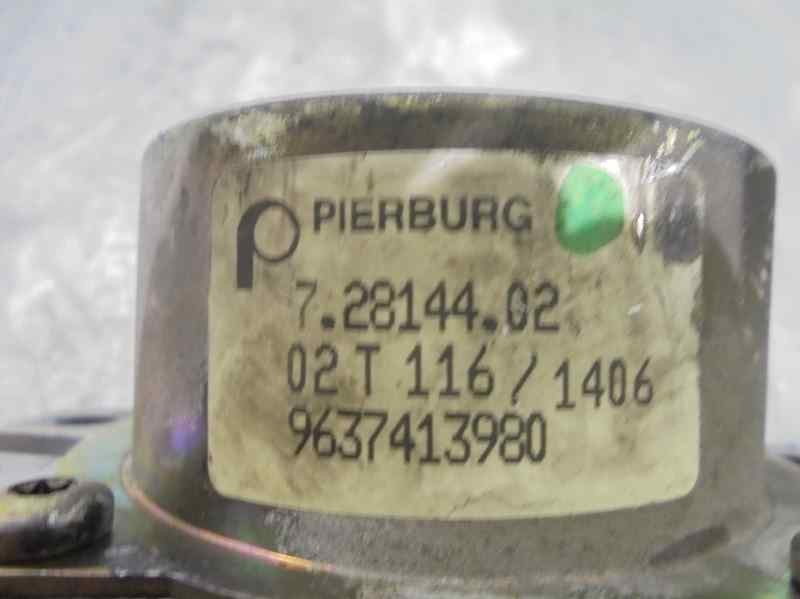 PIERBURG
7.28144.02
02 T 116 / 1406
9637413980